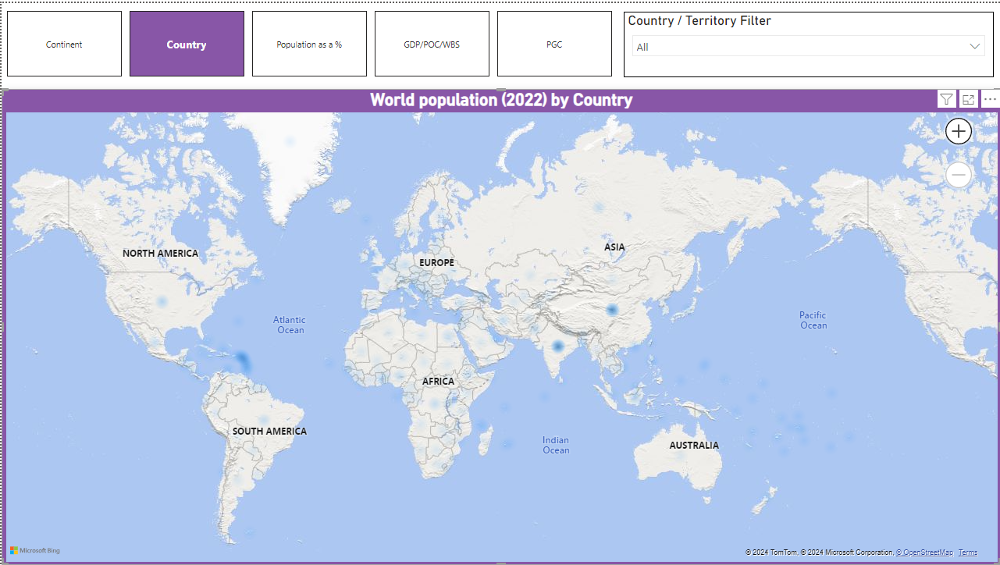 Continent
Country
Population as a %
GDP/POC/WBS
PGC
Country / Territory Filter
All
World population (2022) by Country
NORTH AMERICA
ASIA
EUROPE
Atlantic
Ocean
Pacific
Ocean
AFRICA
SOUTH AMERICA
Indian
Ocean
AUSTRALIA
Microsoft Bing
© 2024 TomTom, © 2024 Microsoft Corporation, © OpenStreetMap Terms